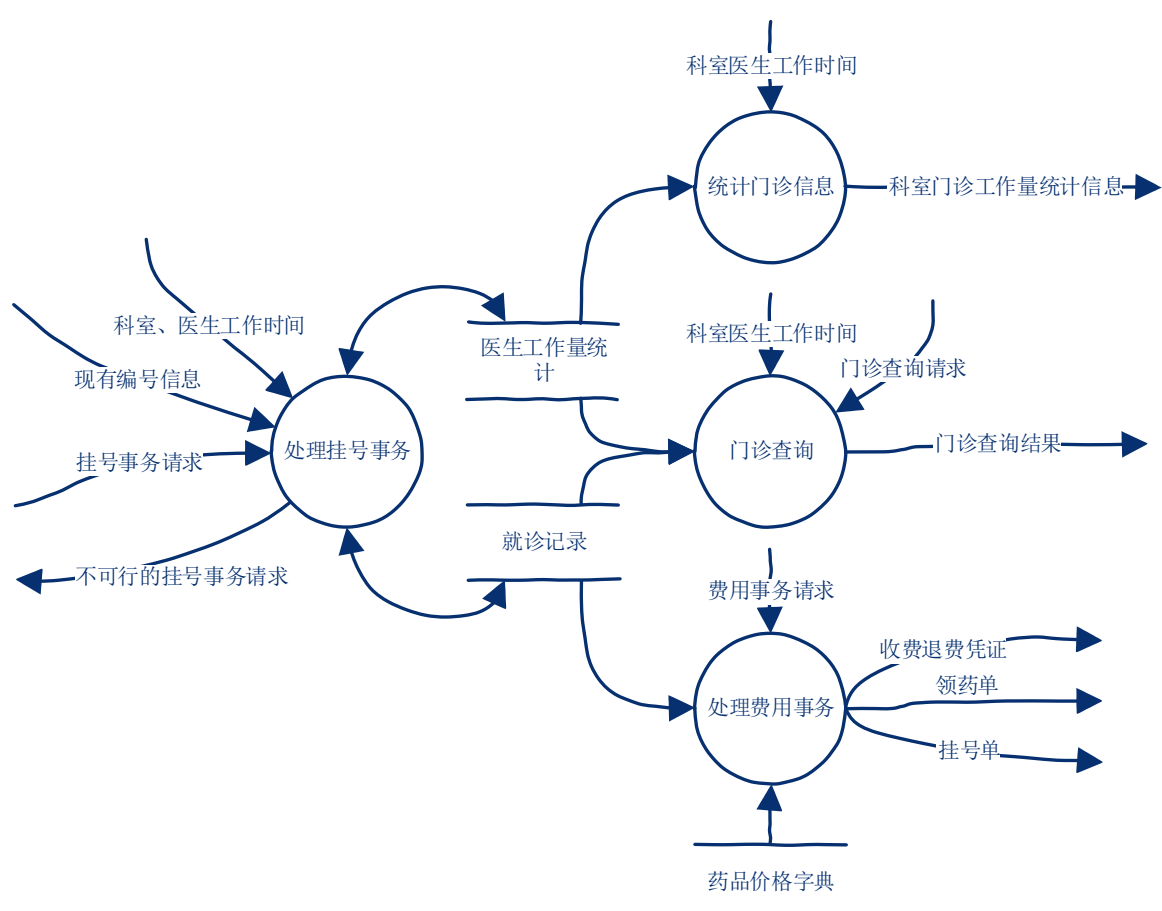 科室医生工作时间
统计门诊信息
科室门诊工作量统计信息
科室、医生工作时间
现有编号信息
挂号事务请求
处理挂号事务
不可行的挂号事务请求
医生工作量统
计
科室医生工作时间
门诊查询请求
门诊查询
门诊查询结果
就诊记录
费用事务请求
处理费用事务
收费退费凭证
领药单
挂号单
药品价格字典